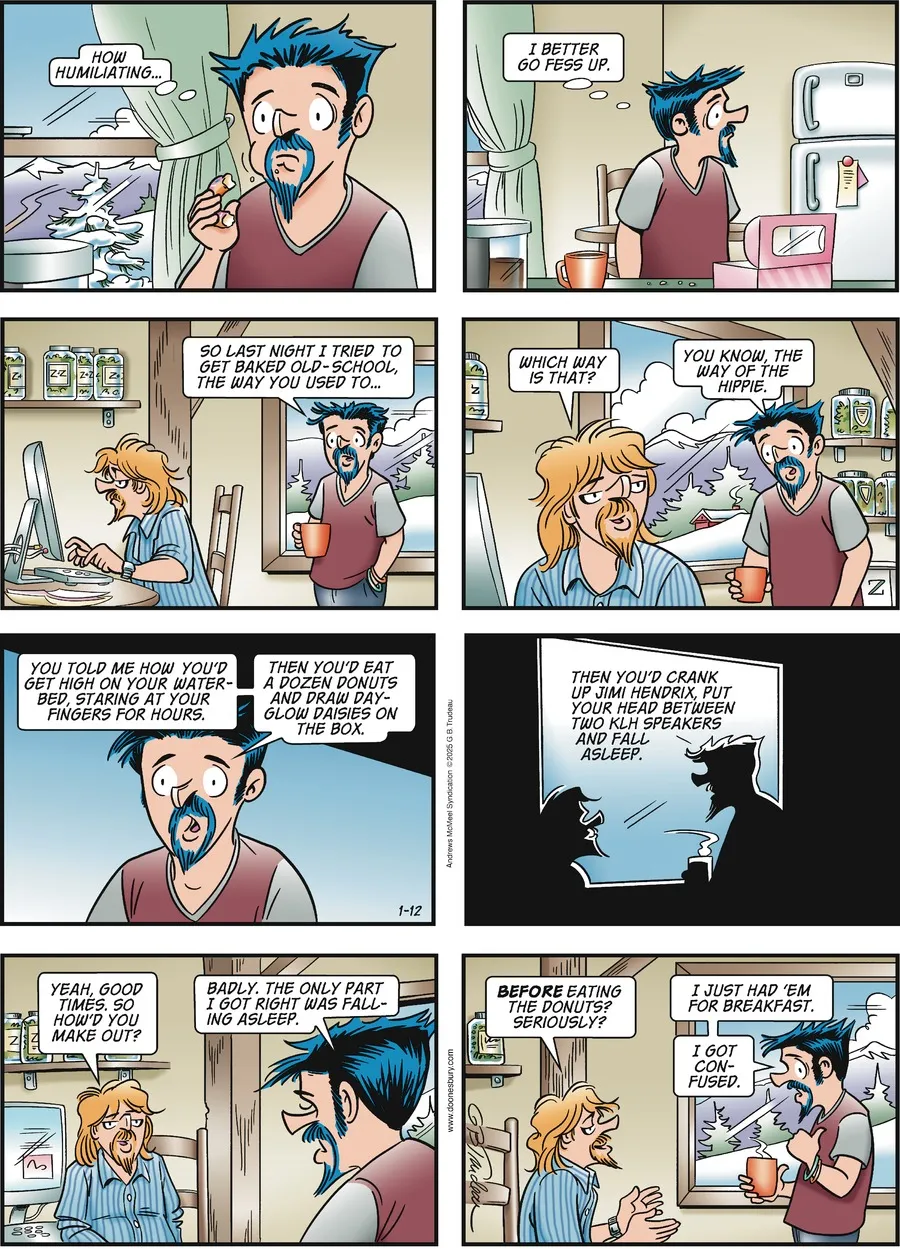 HOW
HUMILIATING...
I BETTER
GO FESS UP.
SO LAST NIGHT I TRIED TO
GET BAKED OLD-SCHOOL,
THE WAY YOU USED TO...
Z
ZZ
Z
WHICH WAY
IS THAT?
YOU KNOW, THE
WAY OF THE
HIPPIE.
Z
YOU TOLD ME HOW YOU'D
GET HIGH ON YOUR WATER-
BED, STARING AT YOUR
FINGERS FOR HOURS.
THEN YOU'D EAT
A DOZEN DONUTS
AND DRAW DAY-
GLOW DAISIES ON
THE BOX.
1-12
Andrews McMeel Syndication ©2025 G.B. Trudeau
THEN YOU'D CRANK
UP JIMI HENDRIX, PUT
YOUR HEAD BETWEEN
TWO KLH SPEAKERS
AND FALL
ASLEEP.
YEAH, GOOD
TIMES. SO
HOW'D YOU
MAKE OUT?
BADLY. THE ONLY PART
I GOT RIGHT WAS FALL-
ING ASLEEP.
Z
www.doonesbury.com
BEFORE EATING
THE DONUTS?
SERIOUSLY?
I JUST HAD 'EM
FOR BREAKFAST.
I GOT
CON-
FUSED.